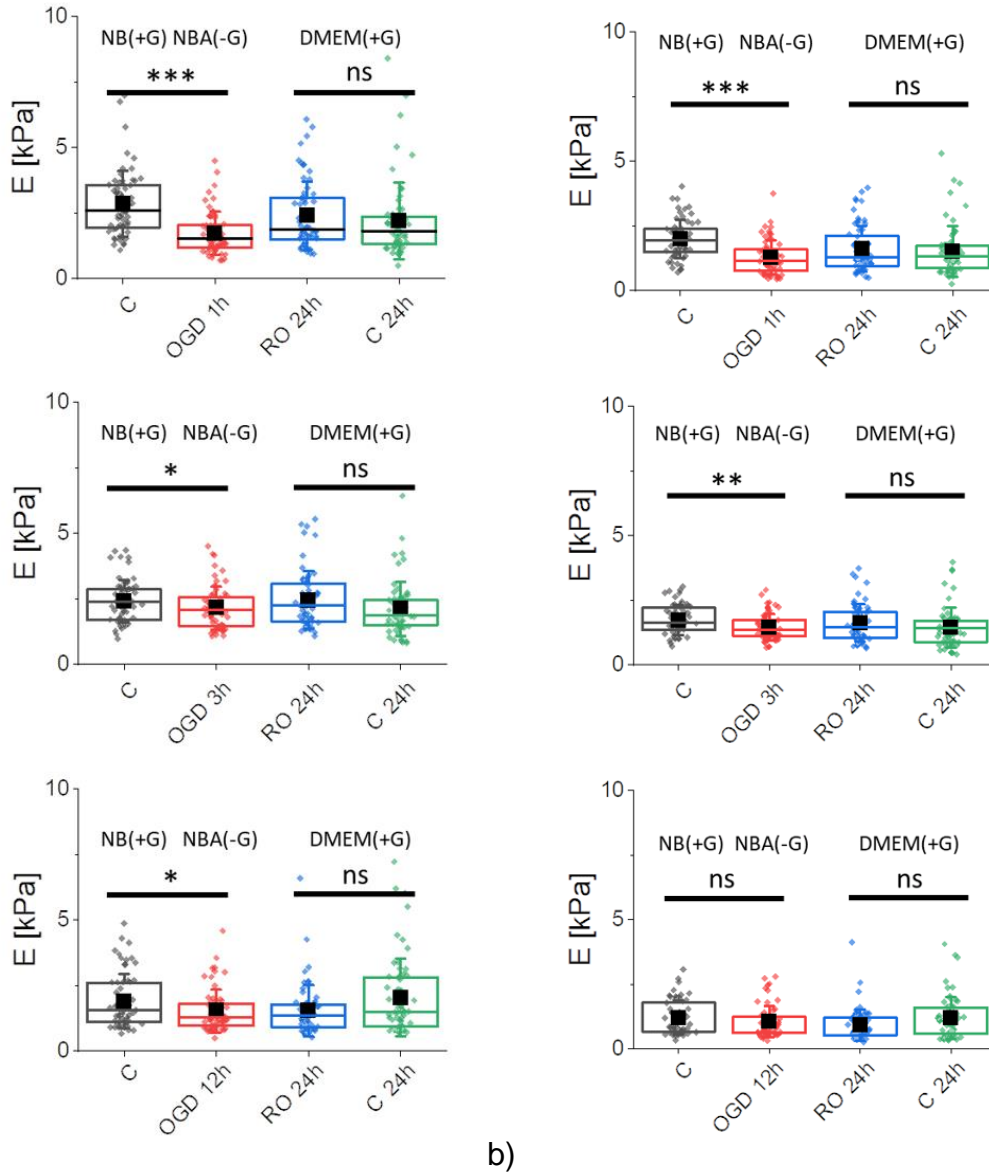 10
NB(+G) NBA(-G) DMEM(+G)
*** ns
5
E [kPa]
0
C OGD 1h RO 24h C 24h
10
NB(+G) NBA(-G) DMEM(+G)
*** ns
5
E [kPa]
0
C OGD 1h RO 24h C 24h
10
NB(+G) NBA(-G) DMEM(+G)
* ns
5
E [kPa]
0
C OGD 3h RO 24h C 24h
10
NB(+G) NBA(-G) DMEM(+G)
** ns
5
E [kPa]
0
C OGD 3h RO 24h C 24h
10
NB(+G) NBA(-G) DMEM(+G)
* ns
5
E [kPa]
0
C OGD 12h RO 24h C 24h
10
NB(+G) NBA(-G) DMEM(+G)
ns ns
5
E [kPa]
0
C OGD 12h RO 24h C 24h
b)